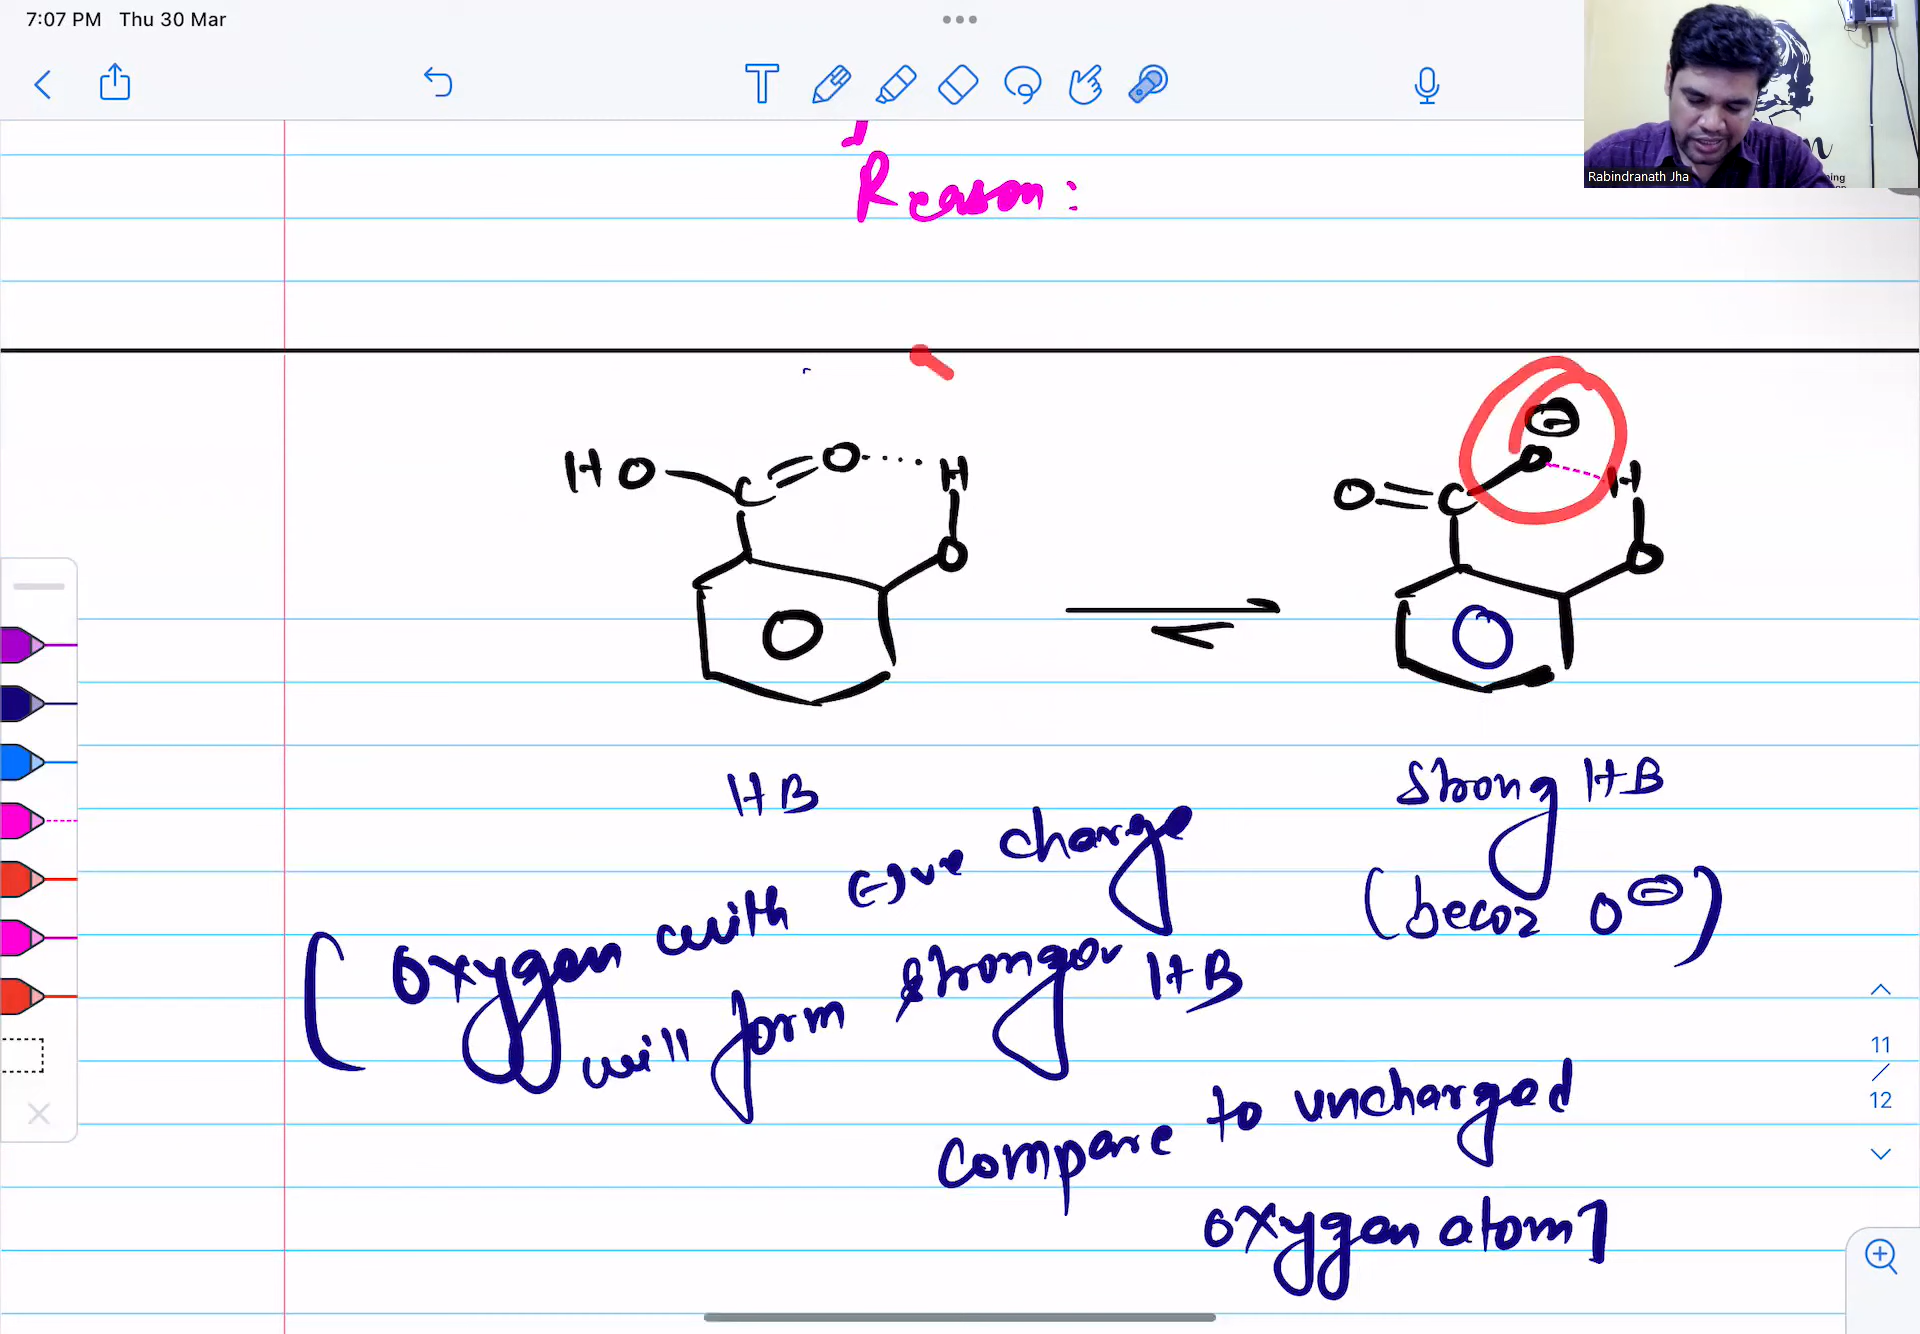 7:07 PM Thu 30 Mar
Rabindranath Jha
Reason:
HO C O H
O
O C O ⊖ H
O
HB
Strong HB
(becoz O⊖)
[ Oxygen with (-)ve charge
will form stronger HB
Compare to uncharged
oxygen atom]
11
/
12